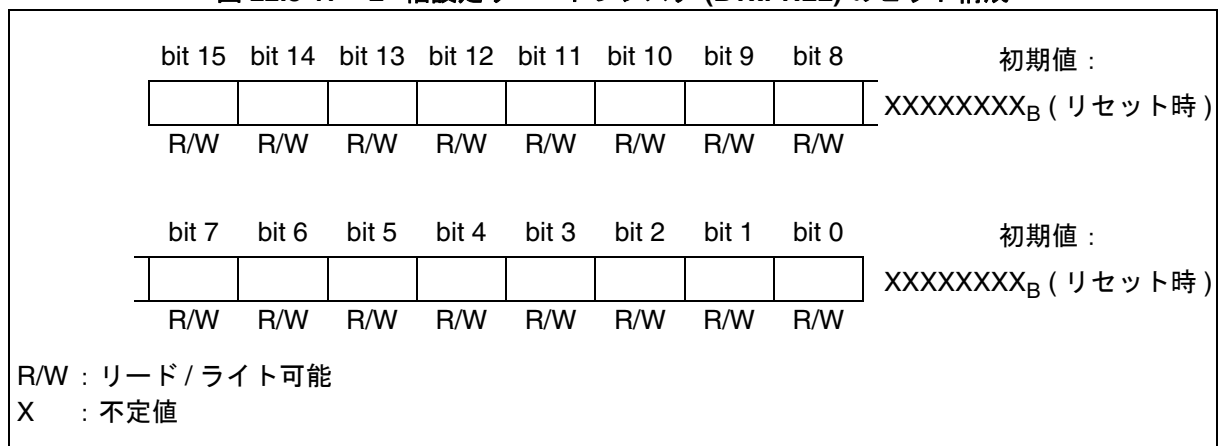 bit 15 bit 14 bit 13 bit 12 bit 11 bit 10 bit 9 bit 8 初期値：
XXXXXXXXB ( リセット時 )
R/W R/W R/W R/W R/W R/W R/W R/W
bit 7 bit 6 bit 5 bit 4 bit 3 bit 2 bit 1 bit 0 初期値：
XXXXXXXXB ( リセット時 )
R/W R/W R/W R/W R/W R/W R/W R/W
R/W ：リード / ライト可能
X ：不定値